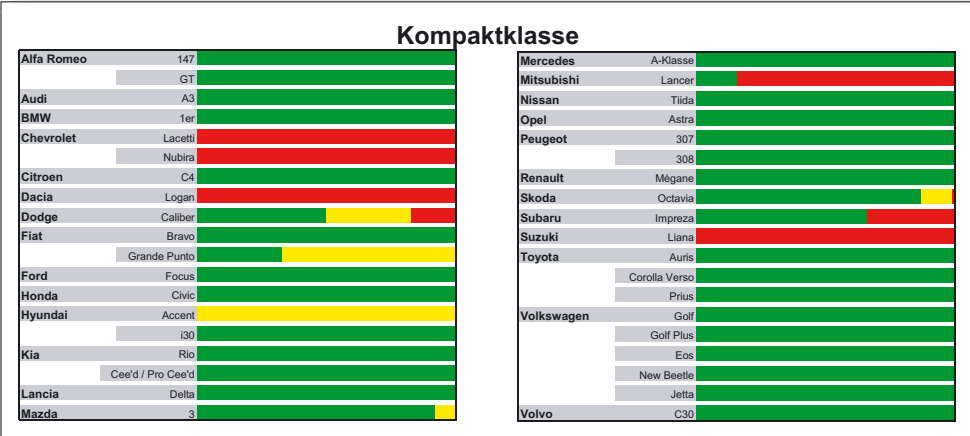 Kompaktklasse
Alfa Romeo 147
GT
Audi A3
BMW 1er
Chevrolet Lacetti
Nubira
Citroen C4
Dacia Logan
Dodge Caliber
Fiat Bravo
Grande Punto
Ford Focus
Honda Civic
Hyundai Accent
i30
Kia Rio
Cee'd / Pro Cee'd
Lancia Delta
Mazda 3
Mercedes A-Klasse
Mitsubishi Lancer
Nissan Tiida
Opel Astra
Peugeot 307
308
Renault Mégane
Skoda Octavia
Subaru Impreza
Suzuki Liana
Toyota Auris
Corolla Verso
Prius
Volkswagen Golf
Golf Plus
Eos
New Beetle
Jetta
Volvo C30